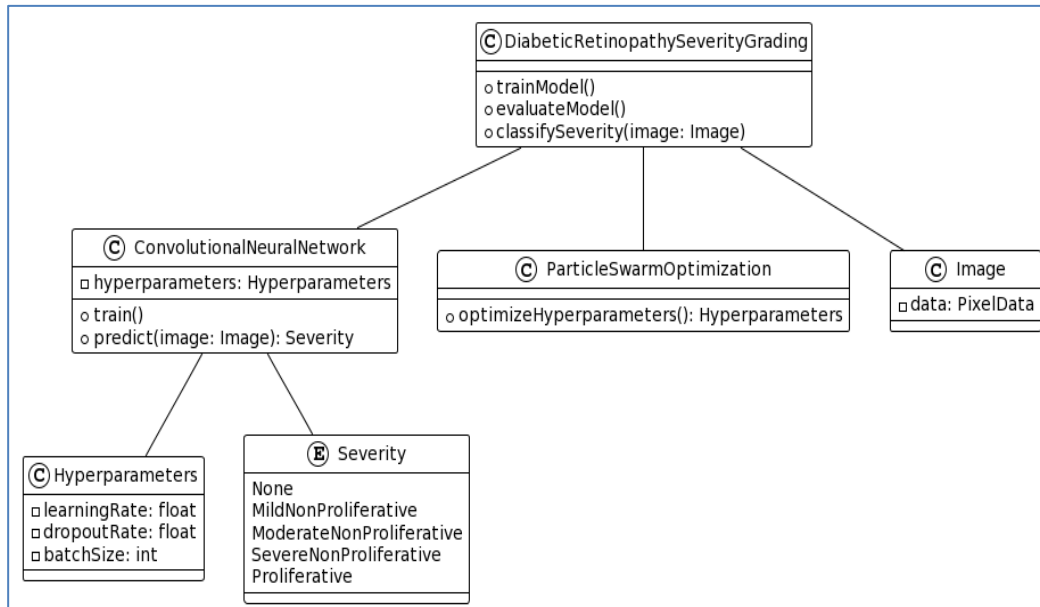 C DiabeticRetinopathySeverityGrading
trainModel()
evaluateModel()
classifySeverity(image: Image)
C ConvolutionalNeuralNetwork
hyperparameters: Hyperparameters
train()
predict(image: Image): Severity
C ParticleSwarmOptimization
optimizeHyperparameters(): Hyperparameters
C Image
data: PixelData
C Hyperparameters
learningRate: float
dropoutRate: float
batchSize: int
E Severity
None
MildNonProliferative
ModerateNonProliferative
SevereNonProliferative
Proliferative